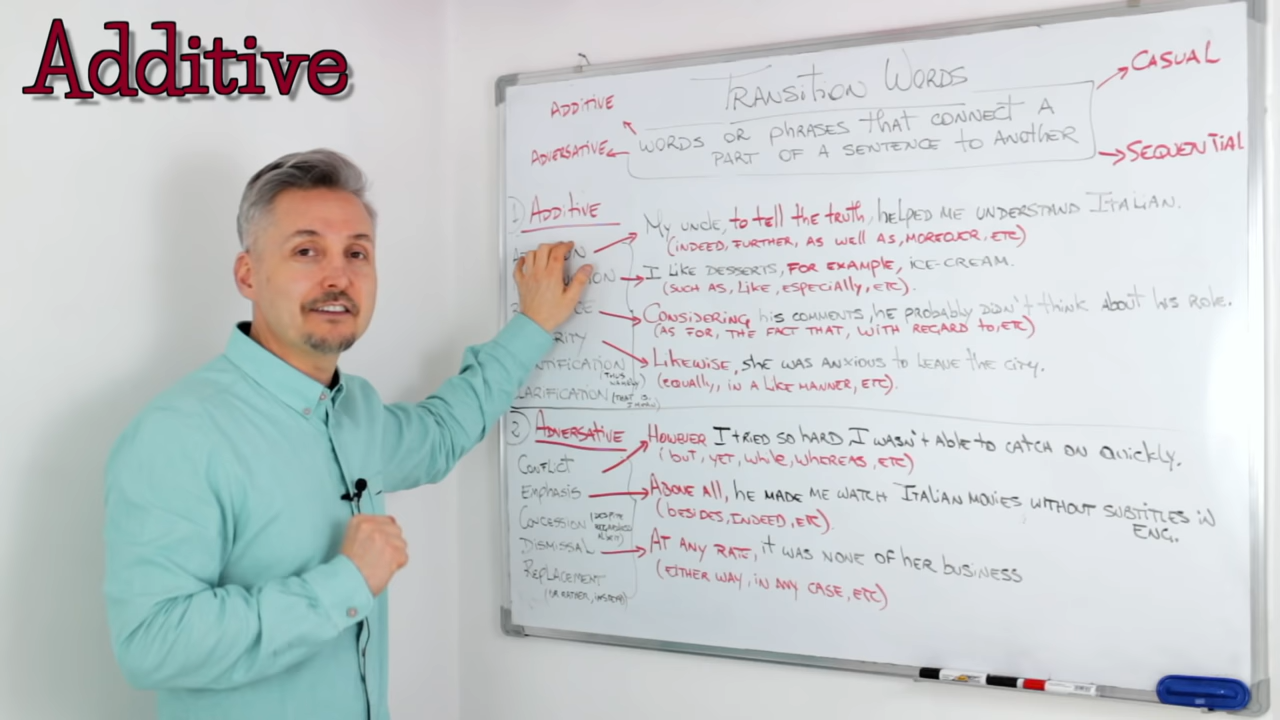 Additive
TRANSITION WORDS
WORDS OR PHRASES THAT CONNECT A
PART OF A SENTENCE TO ANOTHER
ADDITIVE
ADVERSATIVE
CASUAL
SEQUENTIAL
1 ADDITIVE
My uncle, to tell the truth, helped me understand Italian.
(INDEED, FURTHER, AS WELL AS, MOREOVER, ETC)
I LIKE DESSERTS, FOR EXAMPLE, ICE-CREAM.
(SUCH AS, LIKE, ESPECIALLY, ETC).
CONSIDERING his comments, he probably didn't think about his role.
(AS FOR, THE FACT THAT, WITH REGARD TO, ETC)
LIKEWISE, SHE WAS ANXIOUS TO LEAVE THE CITY.
(EQUALLY, IN A LIKE MANNER, ETC).
2 ADVERSATIVE
CONFLICT
EMPHASIS
CONCESSION
DISMISSAL
REPLACEMENT
(OR RATHER, INSTEAD)
HOWEVER I TRIED SO HARD I WASN'T ABLE TO CATCH ON QUICKLY.
(but, YET, while, WHEREAS, ETC)
ABOVE ALL, HE MADE ME WATCH ITALIAN MOVIES WITHOUT SUBTITLES IN
ENG.
(BESIDES, INDEED, ETC).
AT ANY RATE, IT WAS NONE OF HER BUSINESS
(EITHER WAY, IN ANY CASE, ETC)